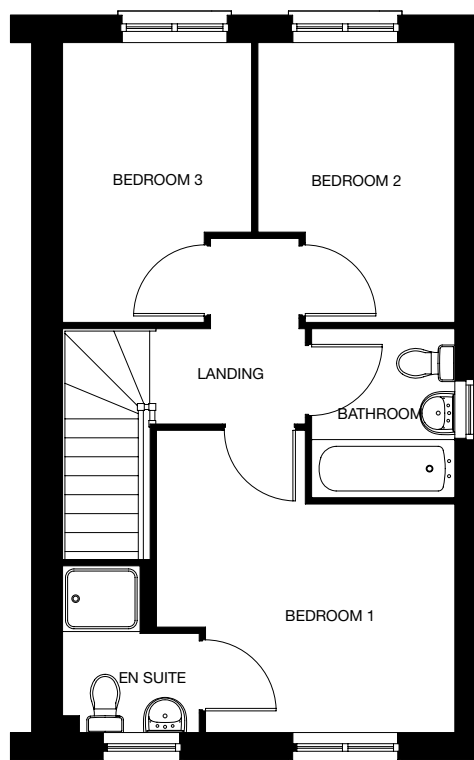 BEDROOM 3
BEDROOM 2
LANDING
BATHROOM
BEDROOM 1
EN SUITE